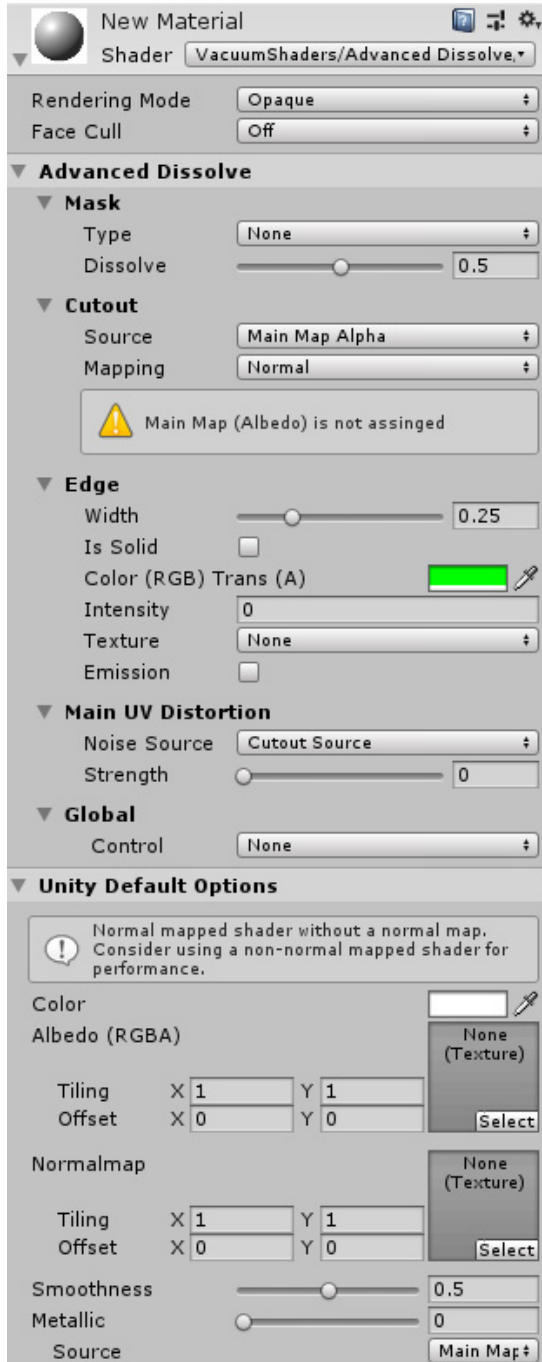 New Material
Shader VacuumShaders/Advanced Dissolve,
Rendering Mode Opaque
Face Cull Off
Advanced Dissolve
Mask
Type None
Dissolve 0.5
Cutout
Source Main Map Alpha
Mapping Normal
Main Map (Albedo) is not assinged
Edge
Width 0.25
Is Solid
Color (RGB) Trans (A)
Intensity 0
Texture None
Emission
Main UV Distortion
Noise Source Cutout Source
Strength 0
Global
Control None
Unity Default Options
Normal mapped shader without a normal map.
Consider using a non-normal mapped shader for
performance.
Color
Albedo (RGBA) None
(Texture)
Tiling X 1 Y 1
Offset X 0 Y 0 Select
Normalmap None
(Texture)
Tiling X 1 Y 1
Offset X 0 Y 0 Select
Smoothness 0.5
Metallic 0
Source Main Map